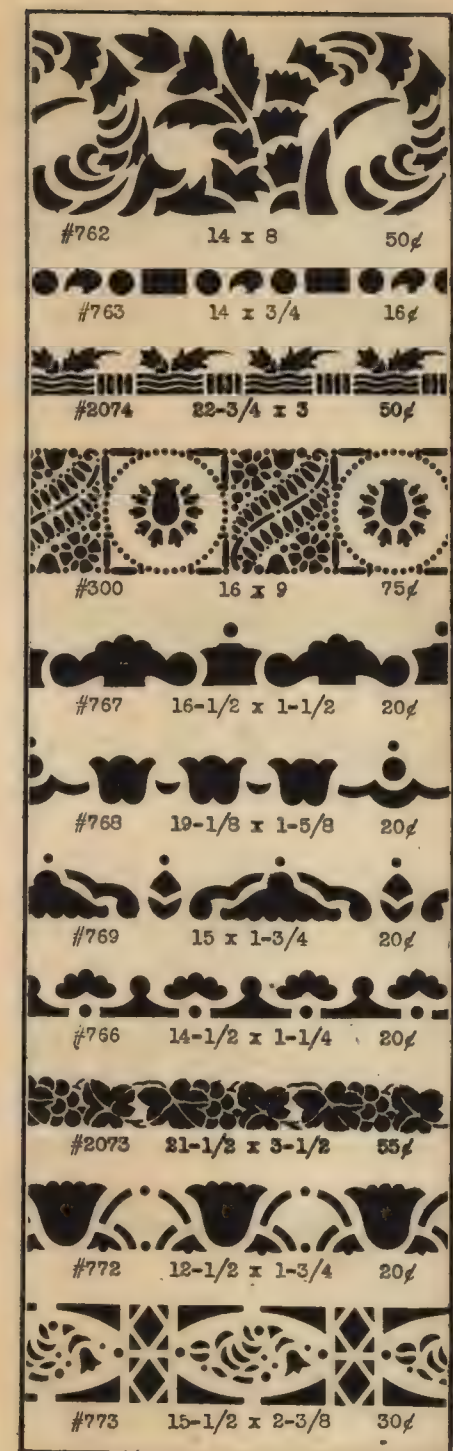 #762 14 x 8 50¢
#763 14 x 3/4 16¢
#2074 22-3/4 x 3 50¢
#300 16 x 9 75¢
#767 16-1/2 x 1-1/2 20¢
#768 19-1/8 x 1-5/8 20¢
#769 15 x 1-3/4 20¢
#766 14-1/2 x 1-1/4 20¢
#2073 21-1/2 x 3-1/2 55¢
#772 12-1/2 x 1-3/4 20¢
#773 15-1/2 x 2-3/8 30¢